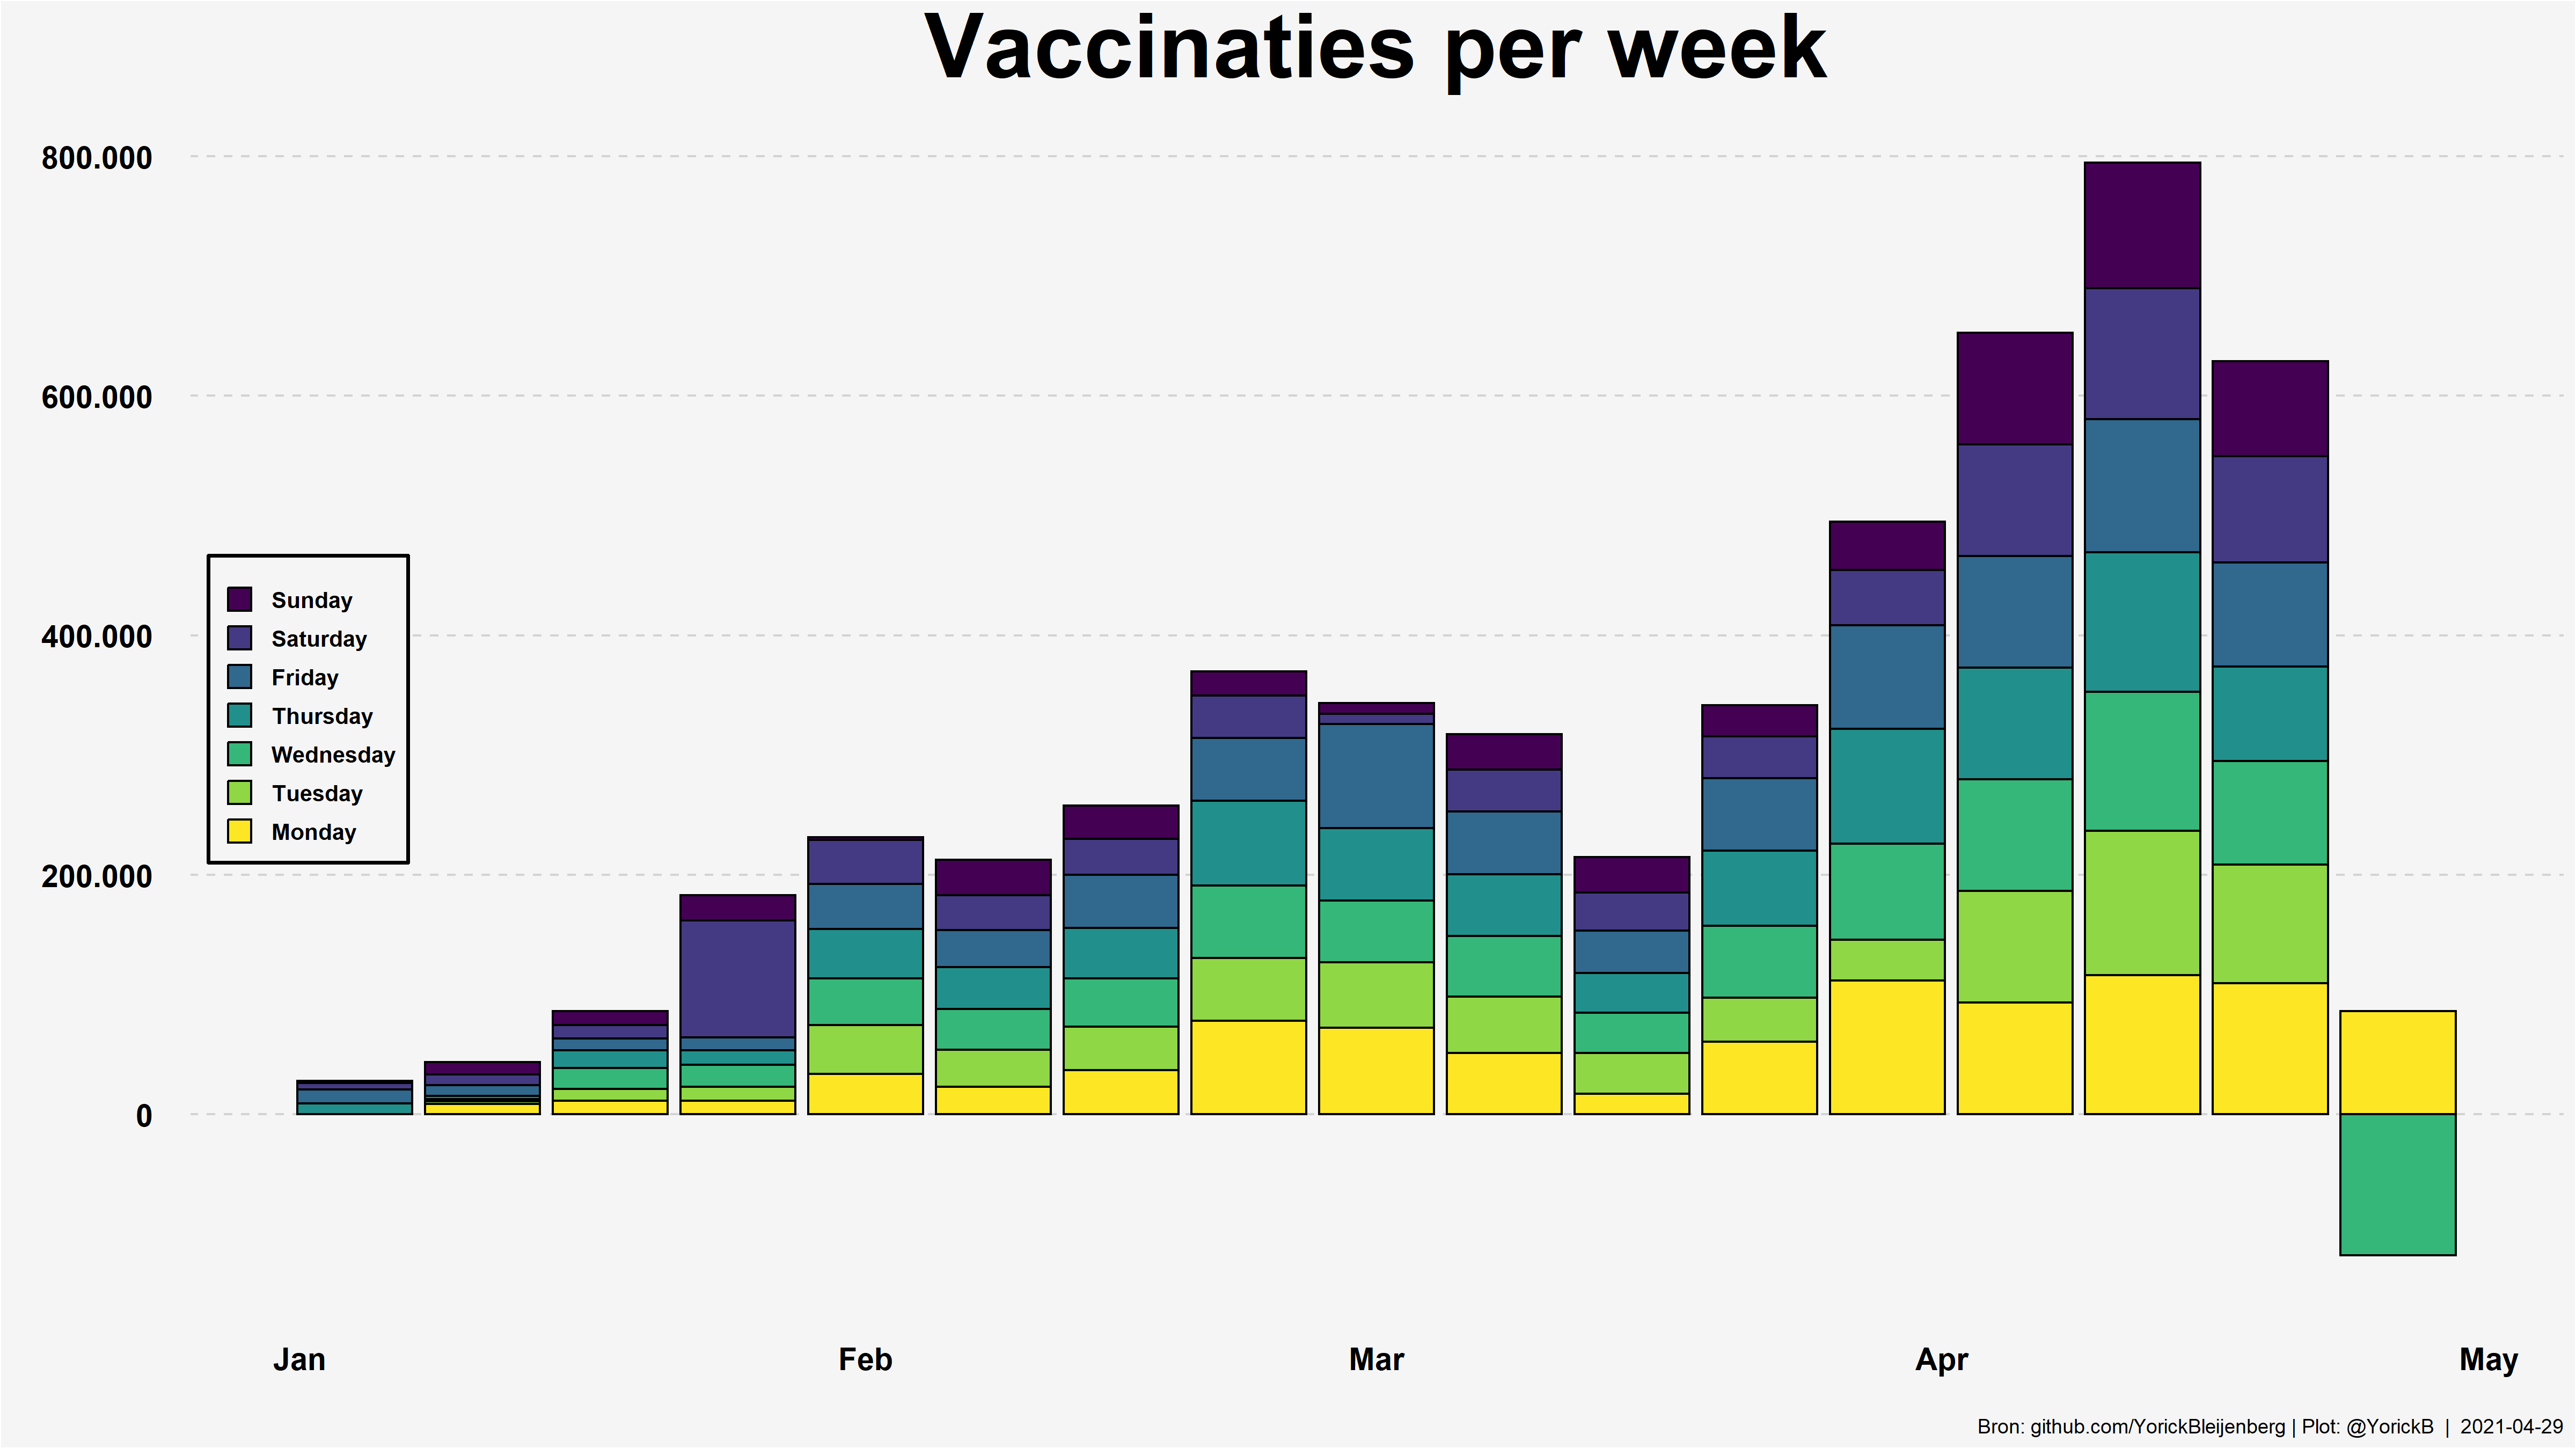 Vaccinaties per week
800.000
600.000
400.000
200.000
0
Sunday
Saturday
Friday
Thursday
Wednesday
Tuesday
Monday
Jan Feb Mar Apr May
Bron: github.com/YorickBleijenberg | Plot: @YorickB | 2021-04-29